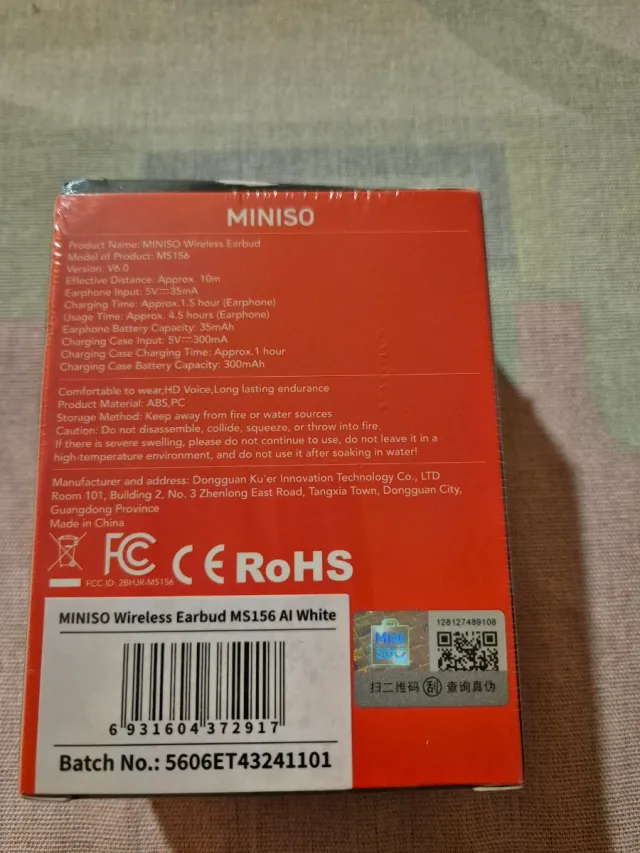 MINISO
Product Name: MINISO Wireless Earbud
Model of Product: MS156
Version: V6.0
Effective Distance: Approx. 10m
Earphone Input: 5V⎓35mA
Charging Time: Approx.1.5 hour (Earphone)
Usage Time: Approx. 4.5 hours (Earphone)
Earphone Battery Capacity: 35mAh
Charging Case Input: 5V⎓300mA
Charging Case Charging Time: Approx.1 hour
Charging Case Battery Capacity: 300mAh
Comfortable to wear,HD Voice,Long lasting endurance
Product Material: ABS,PC
Storage Method: Keep away from fire or water sources
Caution: Do not disassemble, collide, squeeze, or throw into fire.
If there is severe swelling, please do not continue to use, do not leave it in a
high-temperature environment, and do not use it after soaking in water!
Manufacturer and address: Dongguan Ku'er Innovation Technology Co., LTD
Room 101, Building 2, No. 3 Zhenlong East Road, Tangxia Town, Dongguan City,
Guangdong Province
Made in China
FC CE RoHS
FCC ID: 2BHJR-MS156
MINISO Wireless Earbud MS156 AI White
6 931604 372917
Batch No.: 5606ET43241101
128127489108
MINI
SO
扫二维码 刮 查询真伪